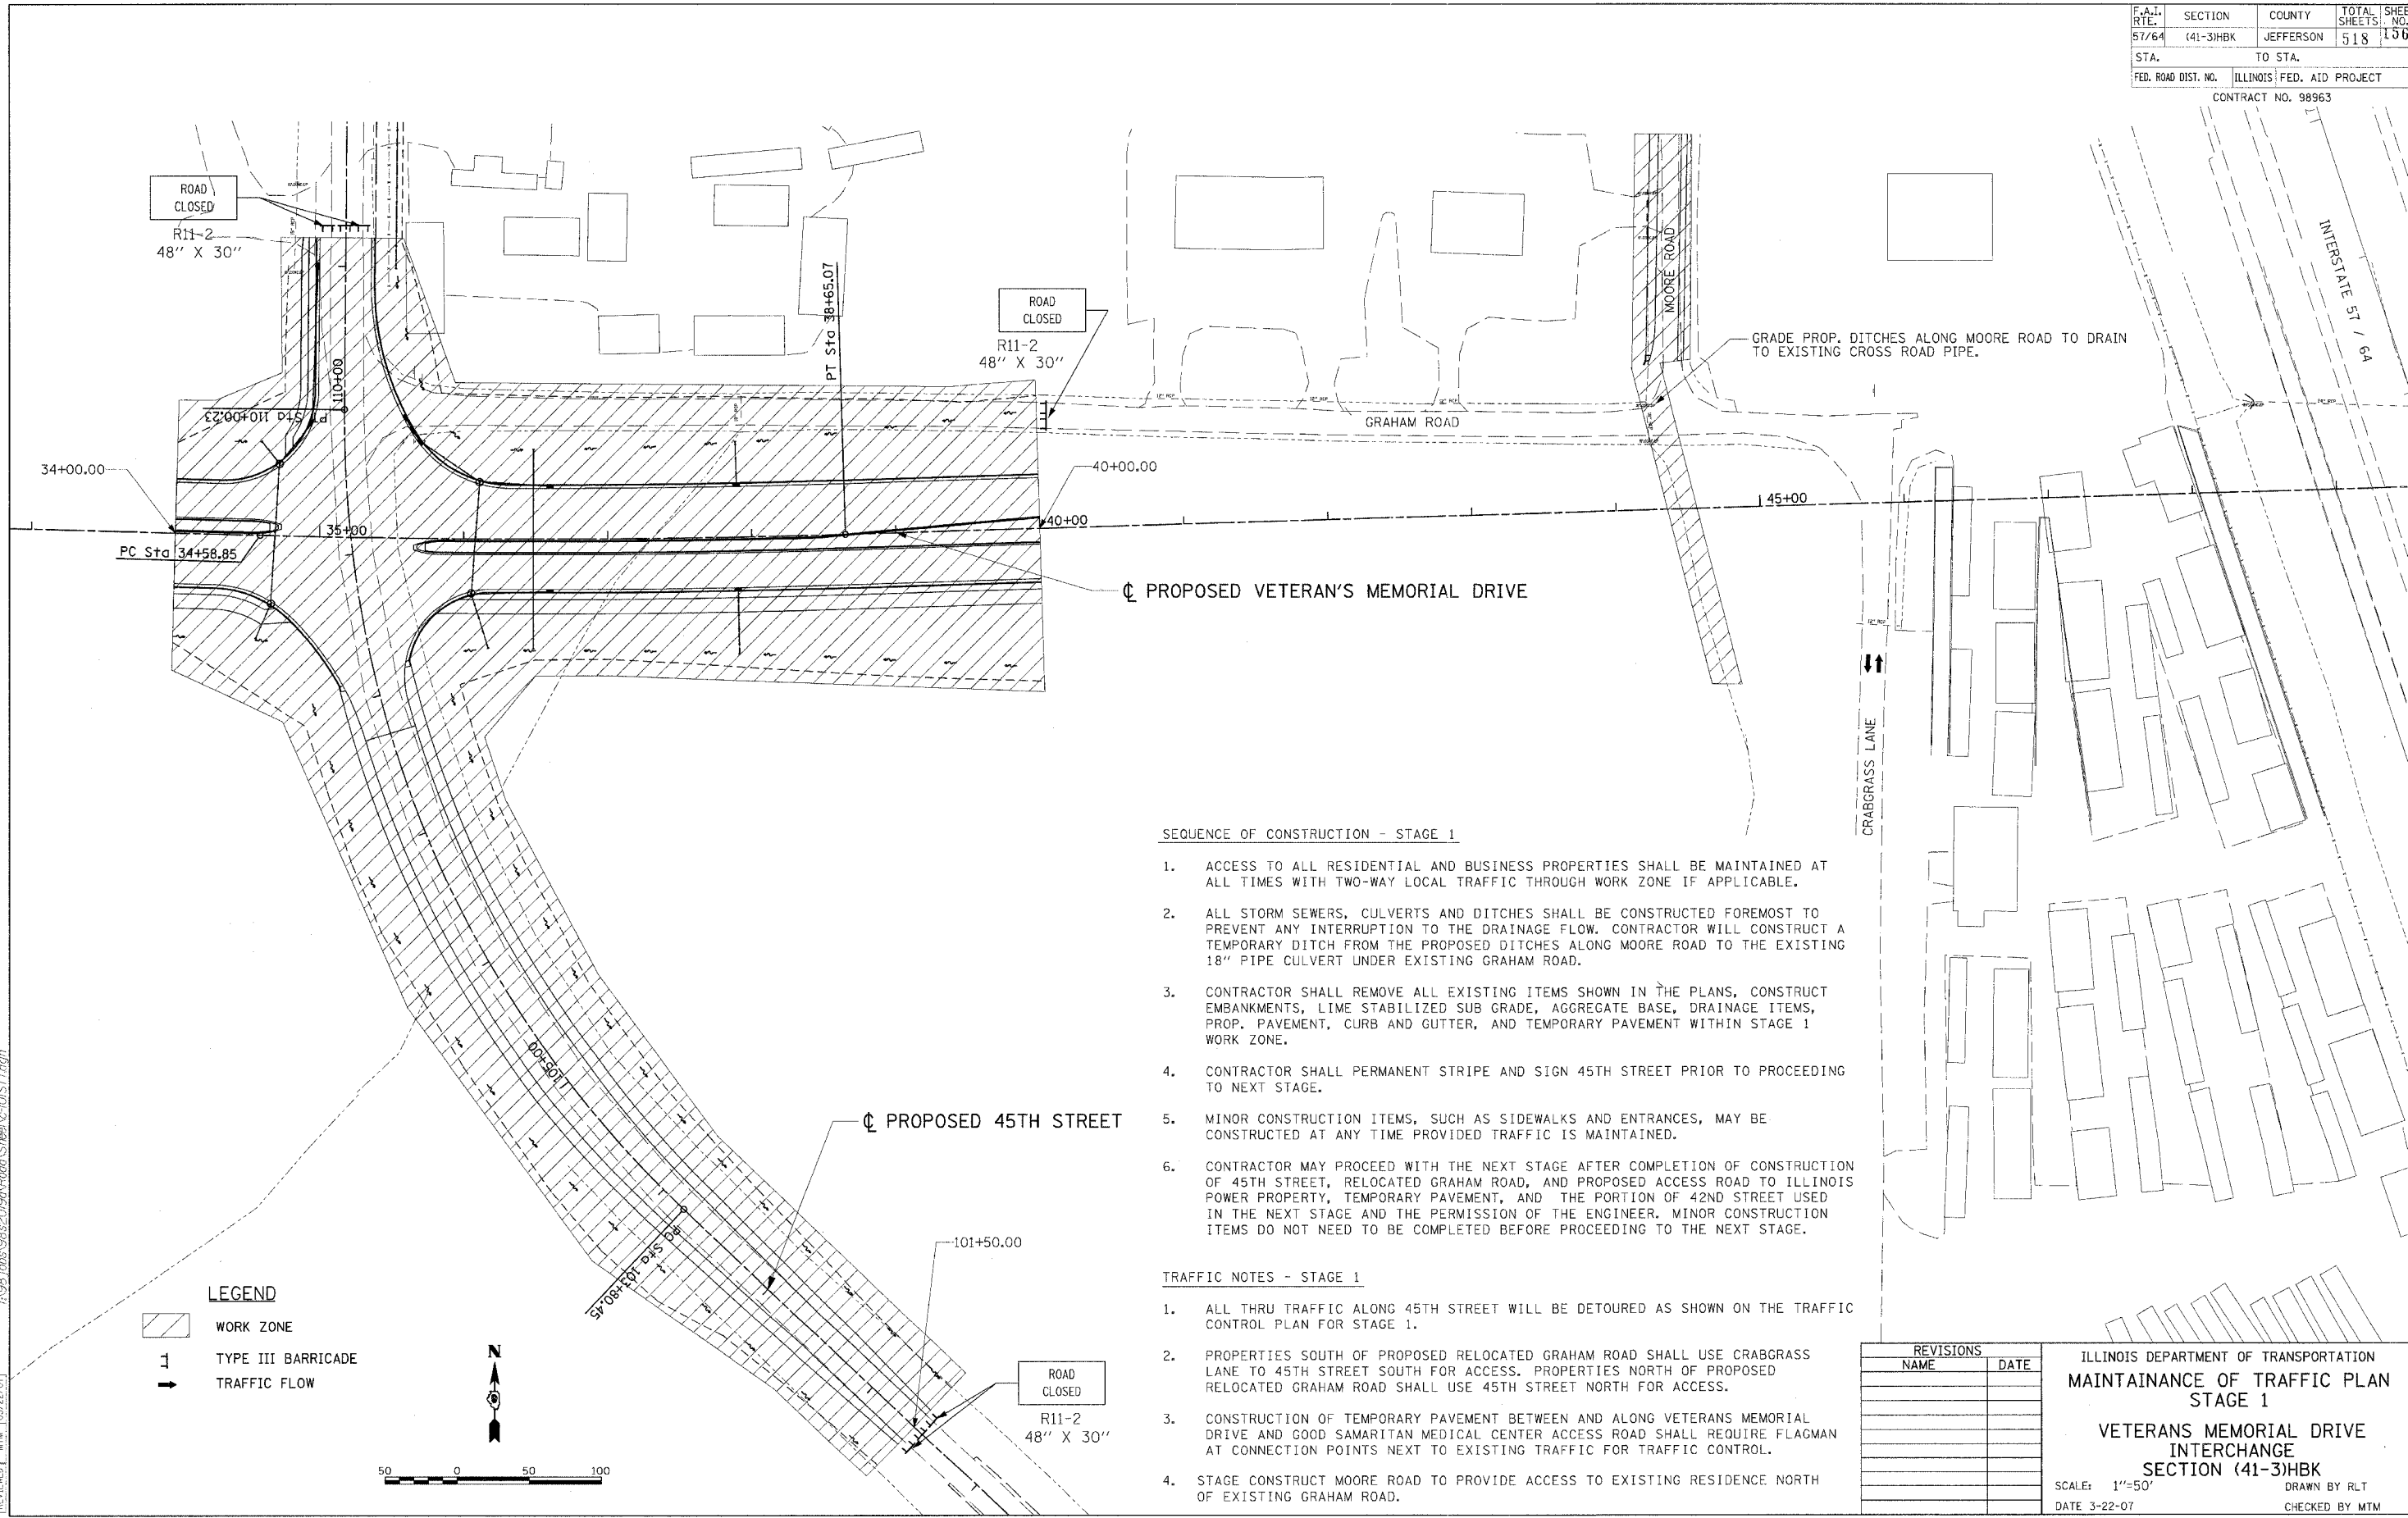 F.A.I. RTE. SECTION COUNTY TOTAL SHEETS SHEE NO.
57/64 (41-3)HBK JEFFERSON 518 156
STA. TO STA.
FED. ROAD DIST. NO. ILLINOIS FED. AID PROJECT
CONTRACT NO. 98963
ROAD
CLOSED
R11-2
48" X 30"
ROAD
CLOSED
R11-2
48" X 30"
PT Sta 38+65.07
MOORE ROAD
INTERSTATE 57 / 64
GRADE PROP. DITCHES ALONG MOORE ROAD TO DRAIN
TO EXISTING CROSS ROAD PIPE.
110+00
PT Sta 110+00.23
GRAHAM ROAD
34+00.00
40+00.00
45+00
35+00
40+00
PC Sta 34+58.85
℄ PROPOSED VETERAN'S MEMORIAL DRIVE
CRABGRASS LANE
SEQUENCE OF CONSTRUCTION - STAGE 1
1. ACCESS TO ALL RESIDENTIAL AND BUSINESS PROPERTIES SHALL BE MAINTAINED AT
ALL TIMES WITH TWO-WAY LOCAL TRAFFIC THROUGH WORK ZONE IF APPLICABLE.
2. ALL STORM SEWERS, CULVERTS AND DITCHES SHALL BE CONSTRUCTED FOREMOST TO
PREVENT ANY INTERRUPTION TO THE DRAINAGE FLOW. CONTRACTOR WILL CONSTRUCT A
TEMPORARY DITCH FROM THE PROPOSED DITCHES ALONG MOORE ROAD TO THE EXISTING
18" PIPE CULVERT UNDER EXISTING GRAHAM ROAD.
3. CONTRACTOR SHALL REMOVE ALL EXISTING ITEMS SHOWN IN THE PLANS, CONSTRUCT
EMBANKMENTS, LIME STABILIZED SUB GRADE, AGGREGATE BASE, DRAINAGE ITEMS,
PROP. PAVEMENT, CURB AND GUTTER, AND TEMPORARY PAVEMENT WITHIN STAGE 1
WORK ZONE.
4. CONTRACTOR SHALL PERMANENT STRIPE AND SIGN 45TH STREET PRIOR TO PROCEEDING
TO NEXT STAGE.
5. MINOR CONSTRUCTION ITEMS, SUCH AS SIDEWALKS AND ENTRANCES, MAY BE
CONSTRUCTED AT ANY TIME PROVIDED TRAFFIC IS MAINTAINED.
6. CONTRACTOR MAY PROCEED WITH THE NEXT STAGE AFTER COMPLETION OF CONSTRUCTION
OF 45TH STREET, RELOCATED GRAHAM ROAD, AND PROPOSED ACCESS ROAD TO ILLINOIS
POWER PROPERTY, TEMPORARY PAVEMENT, AND THE PORTION OF 42ND STREET USED
IN THE NEXT STAGE AND THE PERMISSION OF THE ENGINEER. MINOR CONSTRUCTION
ITEMS DO NOT NEED TO BE COMPLETED BEFORE PROCEEDING TO THE NEXT STAGE.
TRAFFIC NOTES - STAGE 1
1. ALL THRU TRAFFIC ALONG 45TH STREET WILL BE DETOURED AS SHOWN ON THE TRAFFIC
CONTROL PLAN FOR STAGE 1.
2. PROPERTIES SOUTH OF PROPOSED RELOCATED GRAHAM ROAD SHALL USE CRABGRASS
LANE TO 45TH STREET SOUTH FOR ACCESS. PROPERTIES NORTH OF PROPOSED
RELOCATED GRAHAM ROAD SHALL USE 45TH STREET NORTH FOR ACCESS.
3. CONSTRUCTION OF TEMPORARY PAVEMENT BETWEEN AND ALONG VETERANS MEMORIAL
DRIVE AND GOOD SAMARITAN MEDICAL CENTER ACCESS ROAD SHALL REQUIRE FLAGMAN
AT CONNECTION POINTS NEXT TO EXISTING TRAFFIC FOR TRAFFIC CONTROL.
4. STAGE CONSTRUCT MOORE ROAD TO PROVIDE ACCESS TO EXISTING RESIDENCE NORTH
OF EXISTING GRAHAM ROAD.
105+00
℄ PROPOSED 45TH STREET
PC Sta 103+80.45
101+50.00
ROAD
CLOSED
R11-2
48" X 30"
LEGEND
WORK ZONE
TYPE III BARRICADE
TRAFFIC FLOW
N
50 0 50 100
REVISIONS
NAME DATE
ILLINOIS DEPARTMENT OF TRANSPORTATION
MAINTAINANCE OF TRAFFIC PLAN
STAGE 1
VETERANS MEMORIAL DRIVE
INTERCHANGE
SECTION (41-3)HBK
SCALE: 1"=50' DRAWN BY RLT
DATE 3-22-07 CHECKED BY MTM